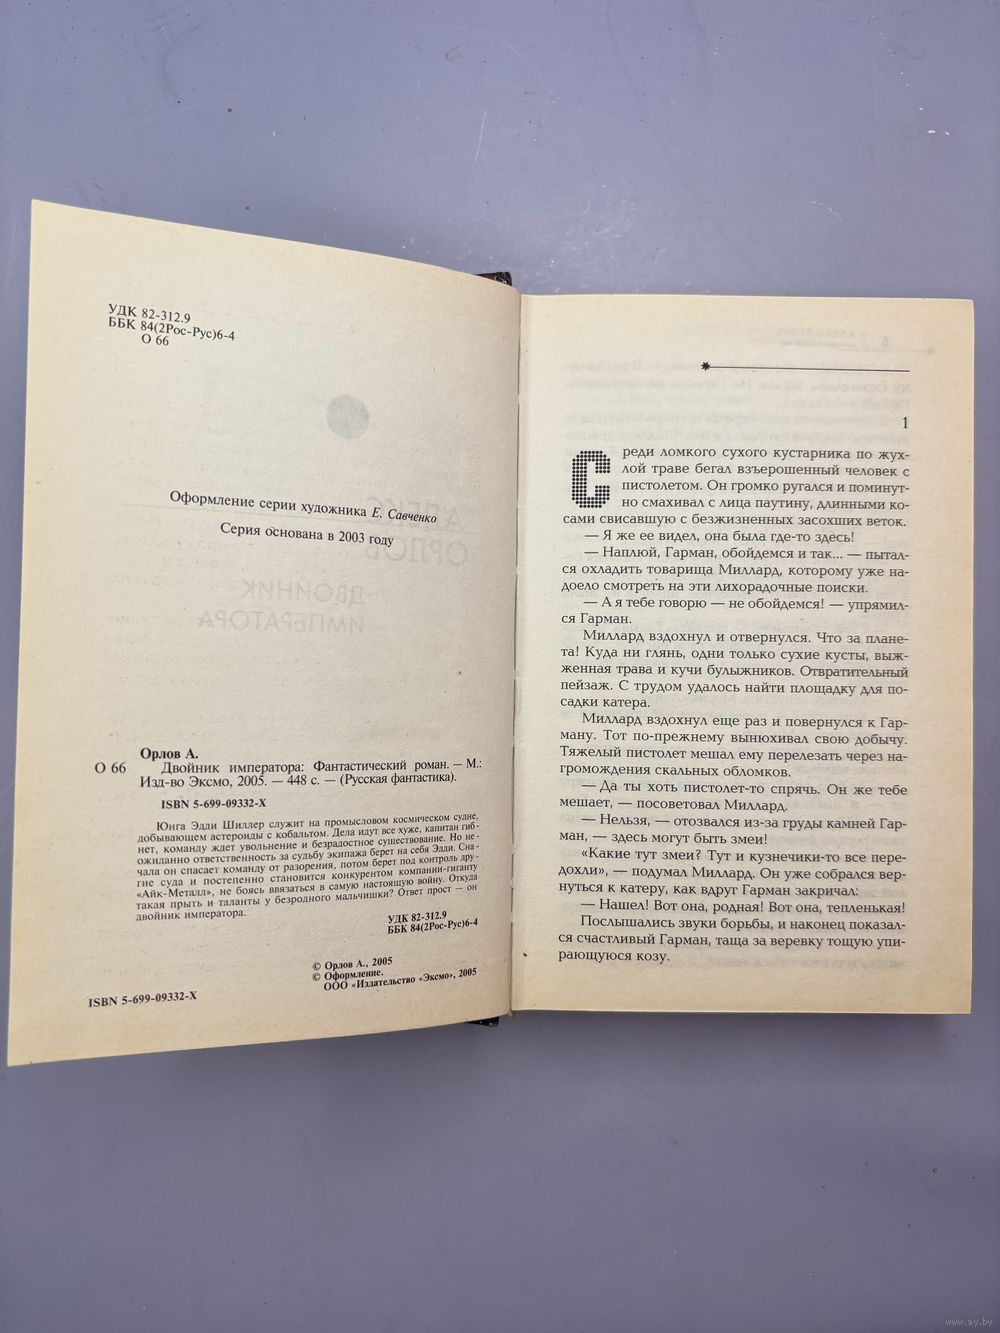 УДК 82-312.9
ББК 84(2Рос-Рус)6-4
О 66
Оформление серии художника Е. Савченко
Серия основана в 2003 году
Орлов А.
О 66 Двойник императора: Фантастический роман. — М.:
Изд-во Эксмо, 2005. — 448 с. — (Русская фантастика).
ISBN 5-699-09332-X
Юнга Эдди Шиллер служит на промысловом космическом судне,
добывающем астероиды с кобальтом. Дела идут все хуже, капитан гиб-
нет, команду ждет увольнение и безрадостное существование. Но не-
ожиданно ответственность за судьбу экипажа берет на себя Эдди. Сна-
чала он спасает команду от разорения, потом берет под контроль дру-
гие суда и постепенно становится конкурентом компании-гиганту
«Айк-Металл», не боясь ввязаться в самую настоящую войну. Откуда
такая прыть и таланты у безродного мальчишки? Ответ прост — он
двойник императора.
УДК 82-312.9
ББК 84(2Рос-Рус)6-4
© Орлов А., 2005
© Оформление.
ООО «Издательство «Эксмо», 2005
ISBN 5-699-09332-X
1
Среди ломкого сухого кустарника по жух-
лой траве бегал взъерошенный человек с
пистолетом. Он громко ругался и поминут-
но смахивал с лица паутину, длинными ко-
сами свисавшую с безжизненных засохших веток.
— Я же ее видел, она была где-то здесь!
— Наплюй, Гарман, обойдемся и так... — пытал-
ся охладить товарища Миллард, которому уже на-
доело смотреть на эти лихорадочные поиски.
— А я тебе говорю — не обойдемся! — упрямил-
ся Гарман.
Миллард вздохнул и отвернулся. Что за плане-
та! Куда ни глянь, одни только сухие кусты, выж-
женная трава и кучи булыжников. Отвратительный
пейзаж. С трудом удалось найти площадку для по-
садки катера.
Миллард вздохнул еще раз и повернулся к Гар-
ману. Тот по-прежнему вынюхивал свою добычу.
Тяжелый пистолет мешал ему перелезать через на-
громождения скальных обломков.
— Да ты хоть пистолет-то спрячь. Он же тебе
мешает, — посоветовал Миллард.
— Нельзя, — отозвался из-за груды камней Гар-
ман, — здесь могут быть змеи!
«Какие тут змеи? Тут и кузнечики-то все пере-
дохли», — подумал Миллард. Он уже собрался вер-
нуться к катеру, как вдруг Гарман закричал:
— Нашел! Вот она, родная! Вот она, тепленькая!
Послышались звуки борьбы, и наконец показал-
ся счастливый Гарман, таща за веревку тощую упи-
рающуюся козу.
www.ay.by